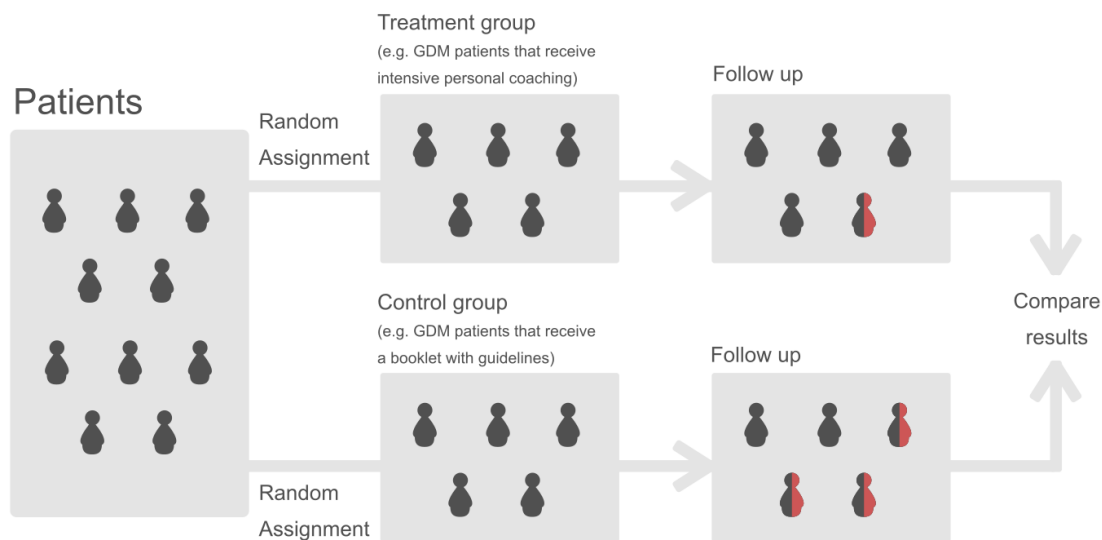 Patients
Random
Assignment
Treatment group
(e.g. GDM patients that receive
intensive personal coaching)
Follow up
Control group
(e.g. GDM patients that receive
a booklet with guidelines)
Follow up
Random
Assignment
Compare
results